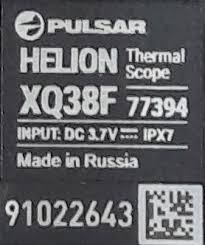 PULSAR
HELION Thermal Scope
XQ38F 77394
INPUT: DC 3.7V ⎓ IPX7
Made in Russia
91022643